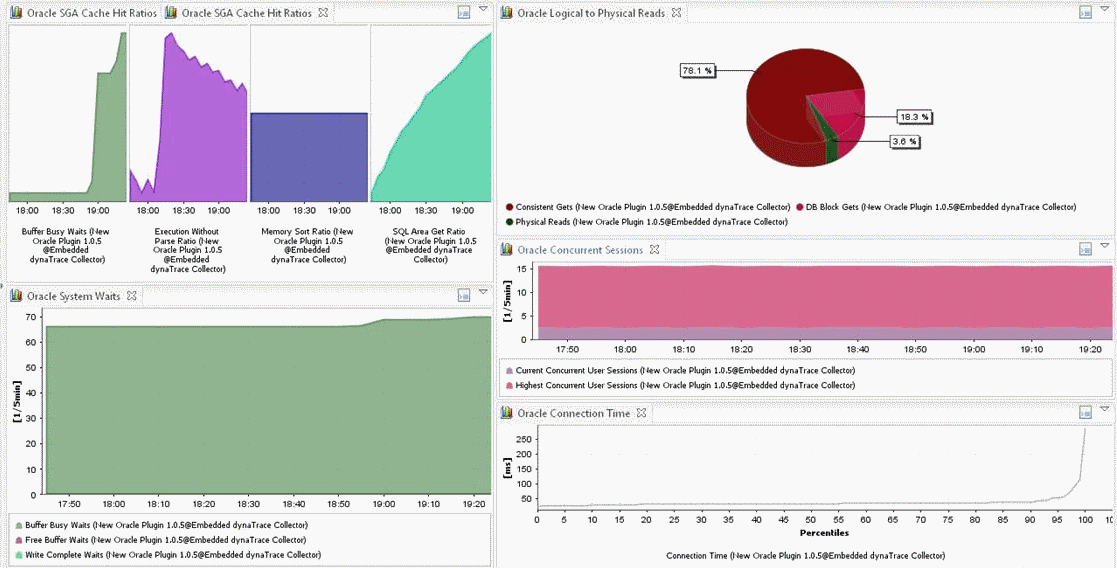 Oracle SGA Cache Hit Ratios
Oracle SGA Cache Hit Ratios
18:00 18:30 19:00
18:00 18:30 19:00
18:00 18:30 19:00
18:00 18:30 19:00
Buffer Busy Waits (New
Oracle Plugin 1.0.5
@Embedded
dynaTrace Collector)
Execution Without
Parse Ratio (New
Oracle Plugin 1.0.5
@Embedded
dynaTrace Collector)
Memory Sort Ratio (New
Oracle Plugin 1.0.5
@Embedded
dynaTrace Collector)
SQL Area Get Ratio
(New Oracle Plugin 1.0.5
@Embedded dynaTrace
Collector)
Oracle System Waits
[1/5min]
70
60
50
40
30
20
10
0
17:50 18:00 18:10 18:20 18:30 18:40 18:50 19:00 19:10 19:20
Buffer Busy Waits (New Oracle Plugin 1.0.5@Embedded dynaTrace Collector)
Free Buffer Waits (New Oracle Plugin 1.0.5@Embedded dynaTrace Collector)
Write Complete Waits (New Oracle Plugin 1.0.5@Embedded dynaTrace Collector)
Oracle Logical to Physical Reads
78.1 %
18.3 %
3.6 %
Consistent Gets (New Oracle Plugin 1.0.5@Embedded dynaTrace Collector) DB Block Gets (New Oracle Plugin 1.0.5@Embedded dynaTrace Collector)
Physical Reads (New Oracle Plugin 1.0.5@Embedded dynaTrace Collector)
Oracle Concurrent Sessions
[1/5min]
15
10
5
0
17:50 18:00 18:10 18:20 18:30 18:40 18:50 19:00 19:10 19:20
Current Concurrent User Sessions (New Oracle Plugin 1.0.5@Embedded dynaTrace Collector)
Highest Concurrent User Sessions (New Oracle Plugin 1.0.5@Embedded dynaTrace Collector)
Oracle Connection Time
[ms]
250
200
150
100
50
0 5 10 15 20 25 30 35 40 45 50 55 60 65 70 75 80 85 90 95 100 10
Percentiles
Connection Time (New Oracle Plugin 1.0.5@Embedded dynaTrace Collector)